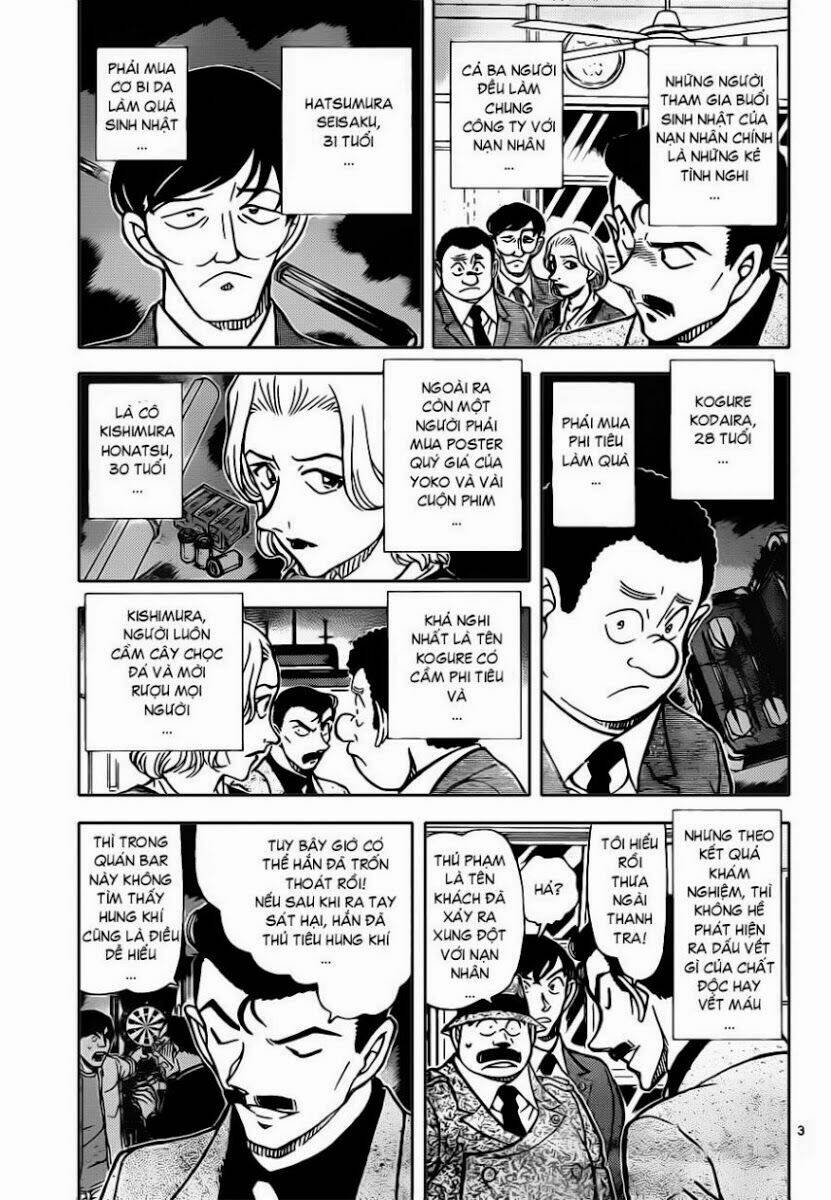 NHỮNG NGƯỜI
THAM GIA BUỔI
SINH NHẬT CỦA
NẠN NHÂN CHÍNH
LÀ NHỮNG KẺ
TÌNH NGHI
...
CẢ BA NGƯỜI
ĐỀU LÀM
CHUNG
CÔNG TY VỚI
NẠN NHÂN
...
HATSUMURA
SEISAKU,
31 TUỔI
...
PHẢI MUA
CƠ BI DA
LÀM QUÀ
SINH NHẬT
...
KOGURE
KODAIRA,
28 TUỔI
...
PHẢI MUA
PHI TIÊU
LÀM QUÀ
...
NGOÀI RA
CÒN MỘT
NGƯỜI PHẢI
MUA POSTER
QUÝ GIÁ CỦA
YOKO VÀ VÀI
CUỘN PHIM
...
LÀ CÔ
KISHIMURA
HONATSU,
30 TUỔI
...
KHẢ NGHI
NHẤT LÀ TÊN
KOGURE CÓ
CẦM PHI TIÊU
VÀ
...
KISHIMURA,
NGƯỜI LUÔN
CẦM CÂY CHỌC
ĐÁ VÀ MỜI
RƯỢU MỌI
NGƯỜI
...
NHƯNG THEO
KẾT QUẢ
KHÁM
NGHIỆM, THÌ
KHÔNG HỀ
PHÁT HIỆN
RA DẤU VẾT
GÌ CỦA CHẤT
ĐỘC HAY
VẾT MÁU
...
TÔI HIỂU
RỒI
THƯA
NGÀI
THANH
TRA!
HẢ?
THỦ PHẠM
LÀ TÊN
KHÁCH ĐÃ
XẢY RA
XUNG ĐỘT
VỚI NẠN
NHÂN
...
TUY BÂY GIỜ CÓ
THỂ HẮN ĐÃ TRỐN
THOÁT RỒI!
NẾU SAU KHI RA TAY
SÁT HẠI, HẮN ĐÃ
THỦ TIÊU HUNG KHÍ
...
THÌ TRONG
QUÁN BAR
NÀY KHÔNG
TÌM THẤY
HUNG KHÍ
CŨNG LÀ ĐIỀU
DỄ HIỂU
...
3